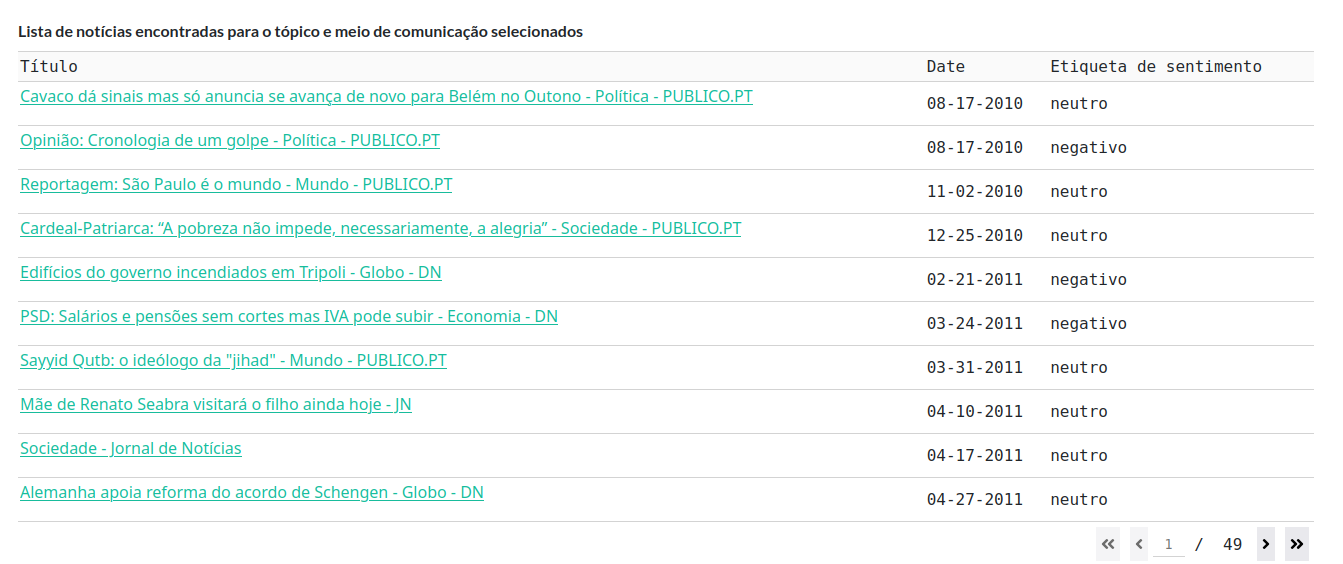 Lista de notícias encontradas para o tópico e meio de comunicação selecionados
Título Date Etiqueta de sentimento
Cavaco dá sinais mas só anuncia se avança de novo para Belém no Outono - Política - PUBLICO.PT 08-17-2010 neutro
Opinião: Cronologia de um golpe - Política - PUBLICO.PT 08-17-2010 negativo
Reportagem: São Paulo é o mundo - Mundo - PUBLICO.PT 11-02-2010 neutro
Cardeal-Patriarca: “A pobreza não impede, necessariamente, a alegria” - Sociedade - PUBLICO.PT 12-25-2010 neutro
Edifícios do governo incendiados em Tripoli - Globo - DN 02-21-2011 negativo
PSD: Salários e pensões sem cortes mas IVA pode subir - Economia - DN 03-24-2011 negativo
Sayyid Qutb: o ideólogo da "jihad" - Mundo - PUBLICO.PT 03-31-2011 neutro
Mãe de Renato Seabra visitará o filho ainda hoje - JN 04-10-2011 neutro
Sociedade - Jornal de Notícias 04-17-2011 neutro
Alemanha apoia reforma do acordo de Schengen - Globo - DN 04-27-2011 neutro
1 / 49